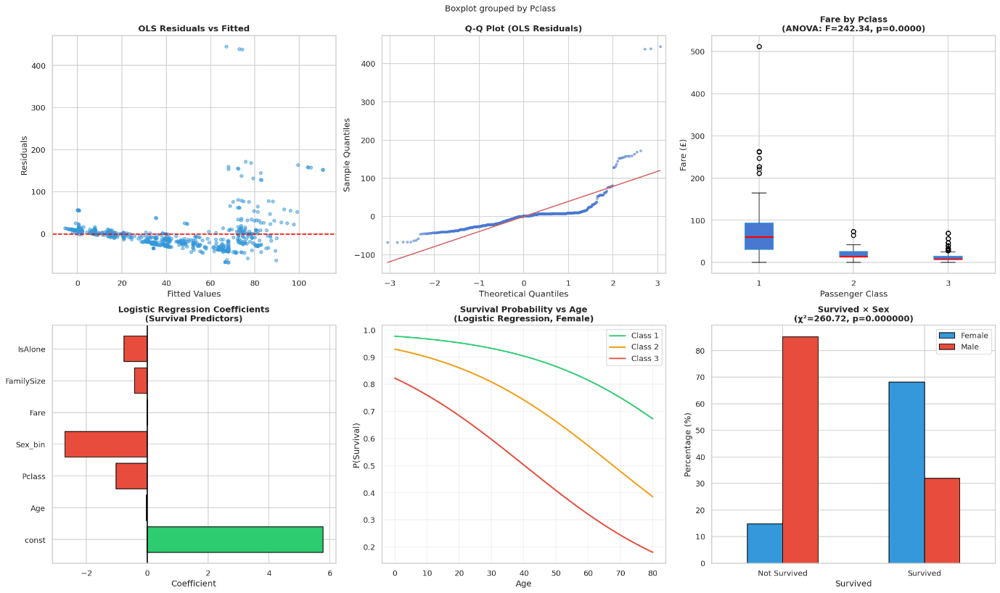 Boxplot grouped by Pclass
OLS Residuals vs Fitted
400
300
200
100
0
Residuals
0
20
40
60
80
100
Fitted Values
Q-Q Plot (OLS Residuals)
400
300
200
100
0
−100
Sample Quantiles
−3
−2
−1
0
1
2
3
Theoretical Quantiles
Fare by Pclass
(ANOVA: F=242.34, p=0.0000)
500
400
300
200
100
0
Fare (£)
1
2
3
Passenger Class
Logistic Regression Coefficients
(Survival Predictors)
IsAlone
FamilySize
Fare
Sex_bin
Pclass
Age
const
−2
0
2
4
6
Coefficient
Survival Probability vs Age
(Logistic Regression, Female)
1.0
0.9
0.8
0.7
0.6
0.5
0.4
0.3
0.2
P(Survival)
Class 1
Class 2
Class 3
0
10
20
30
40
50
60
70
80
Age
Survived × Sex
(χ²=260.72, p=0.000000)
80
70
60
50
40
30
20
10
0
Percentage (%)
Female
Male
Not Survived
Survived
Survived